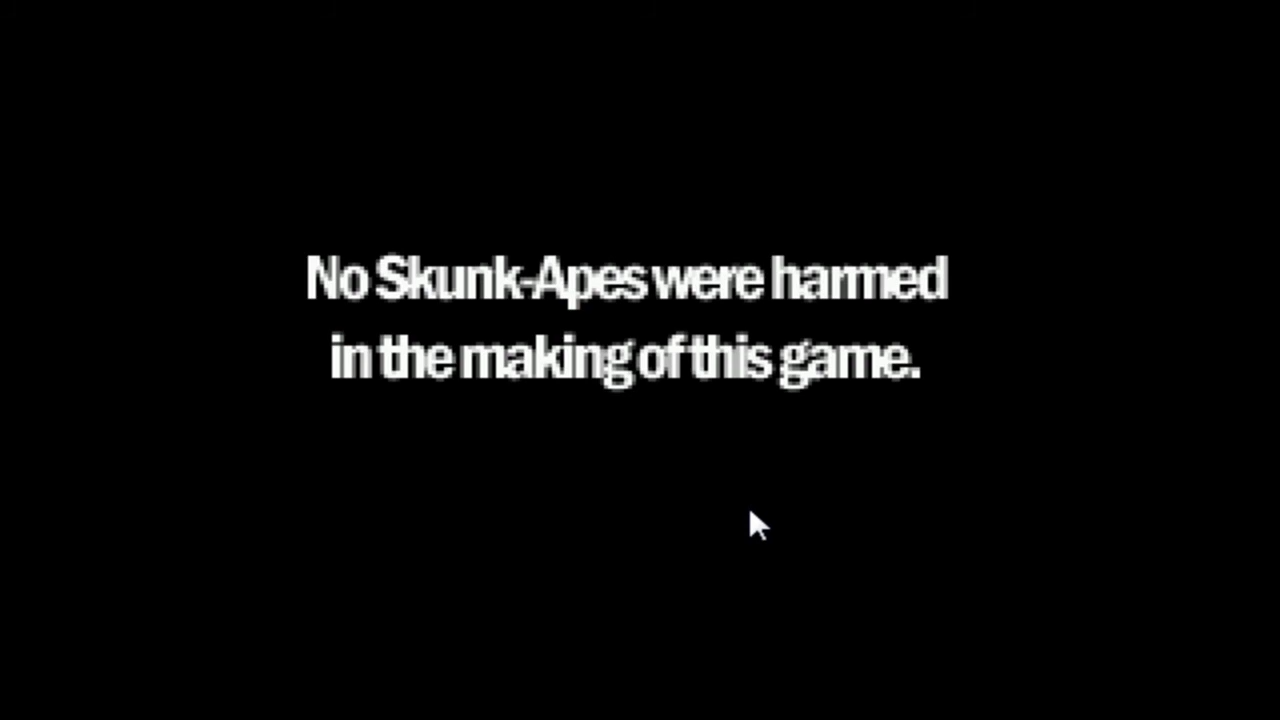 No Skunk-Apes were harmed
in the making of this game.